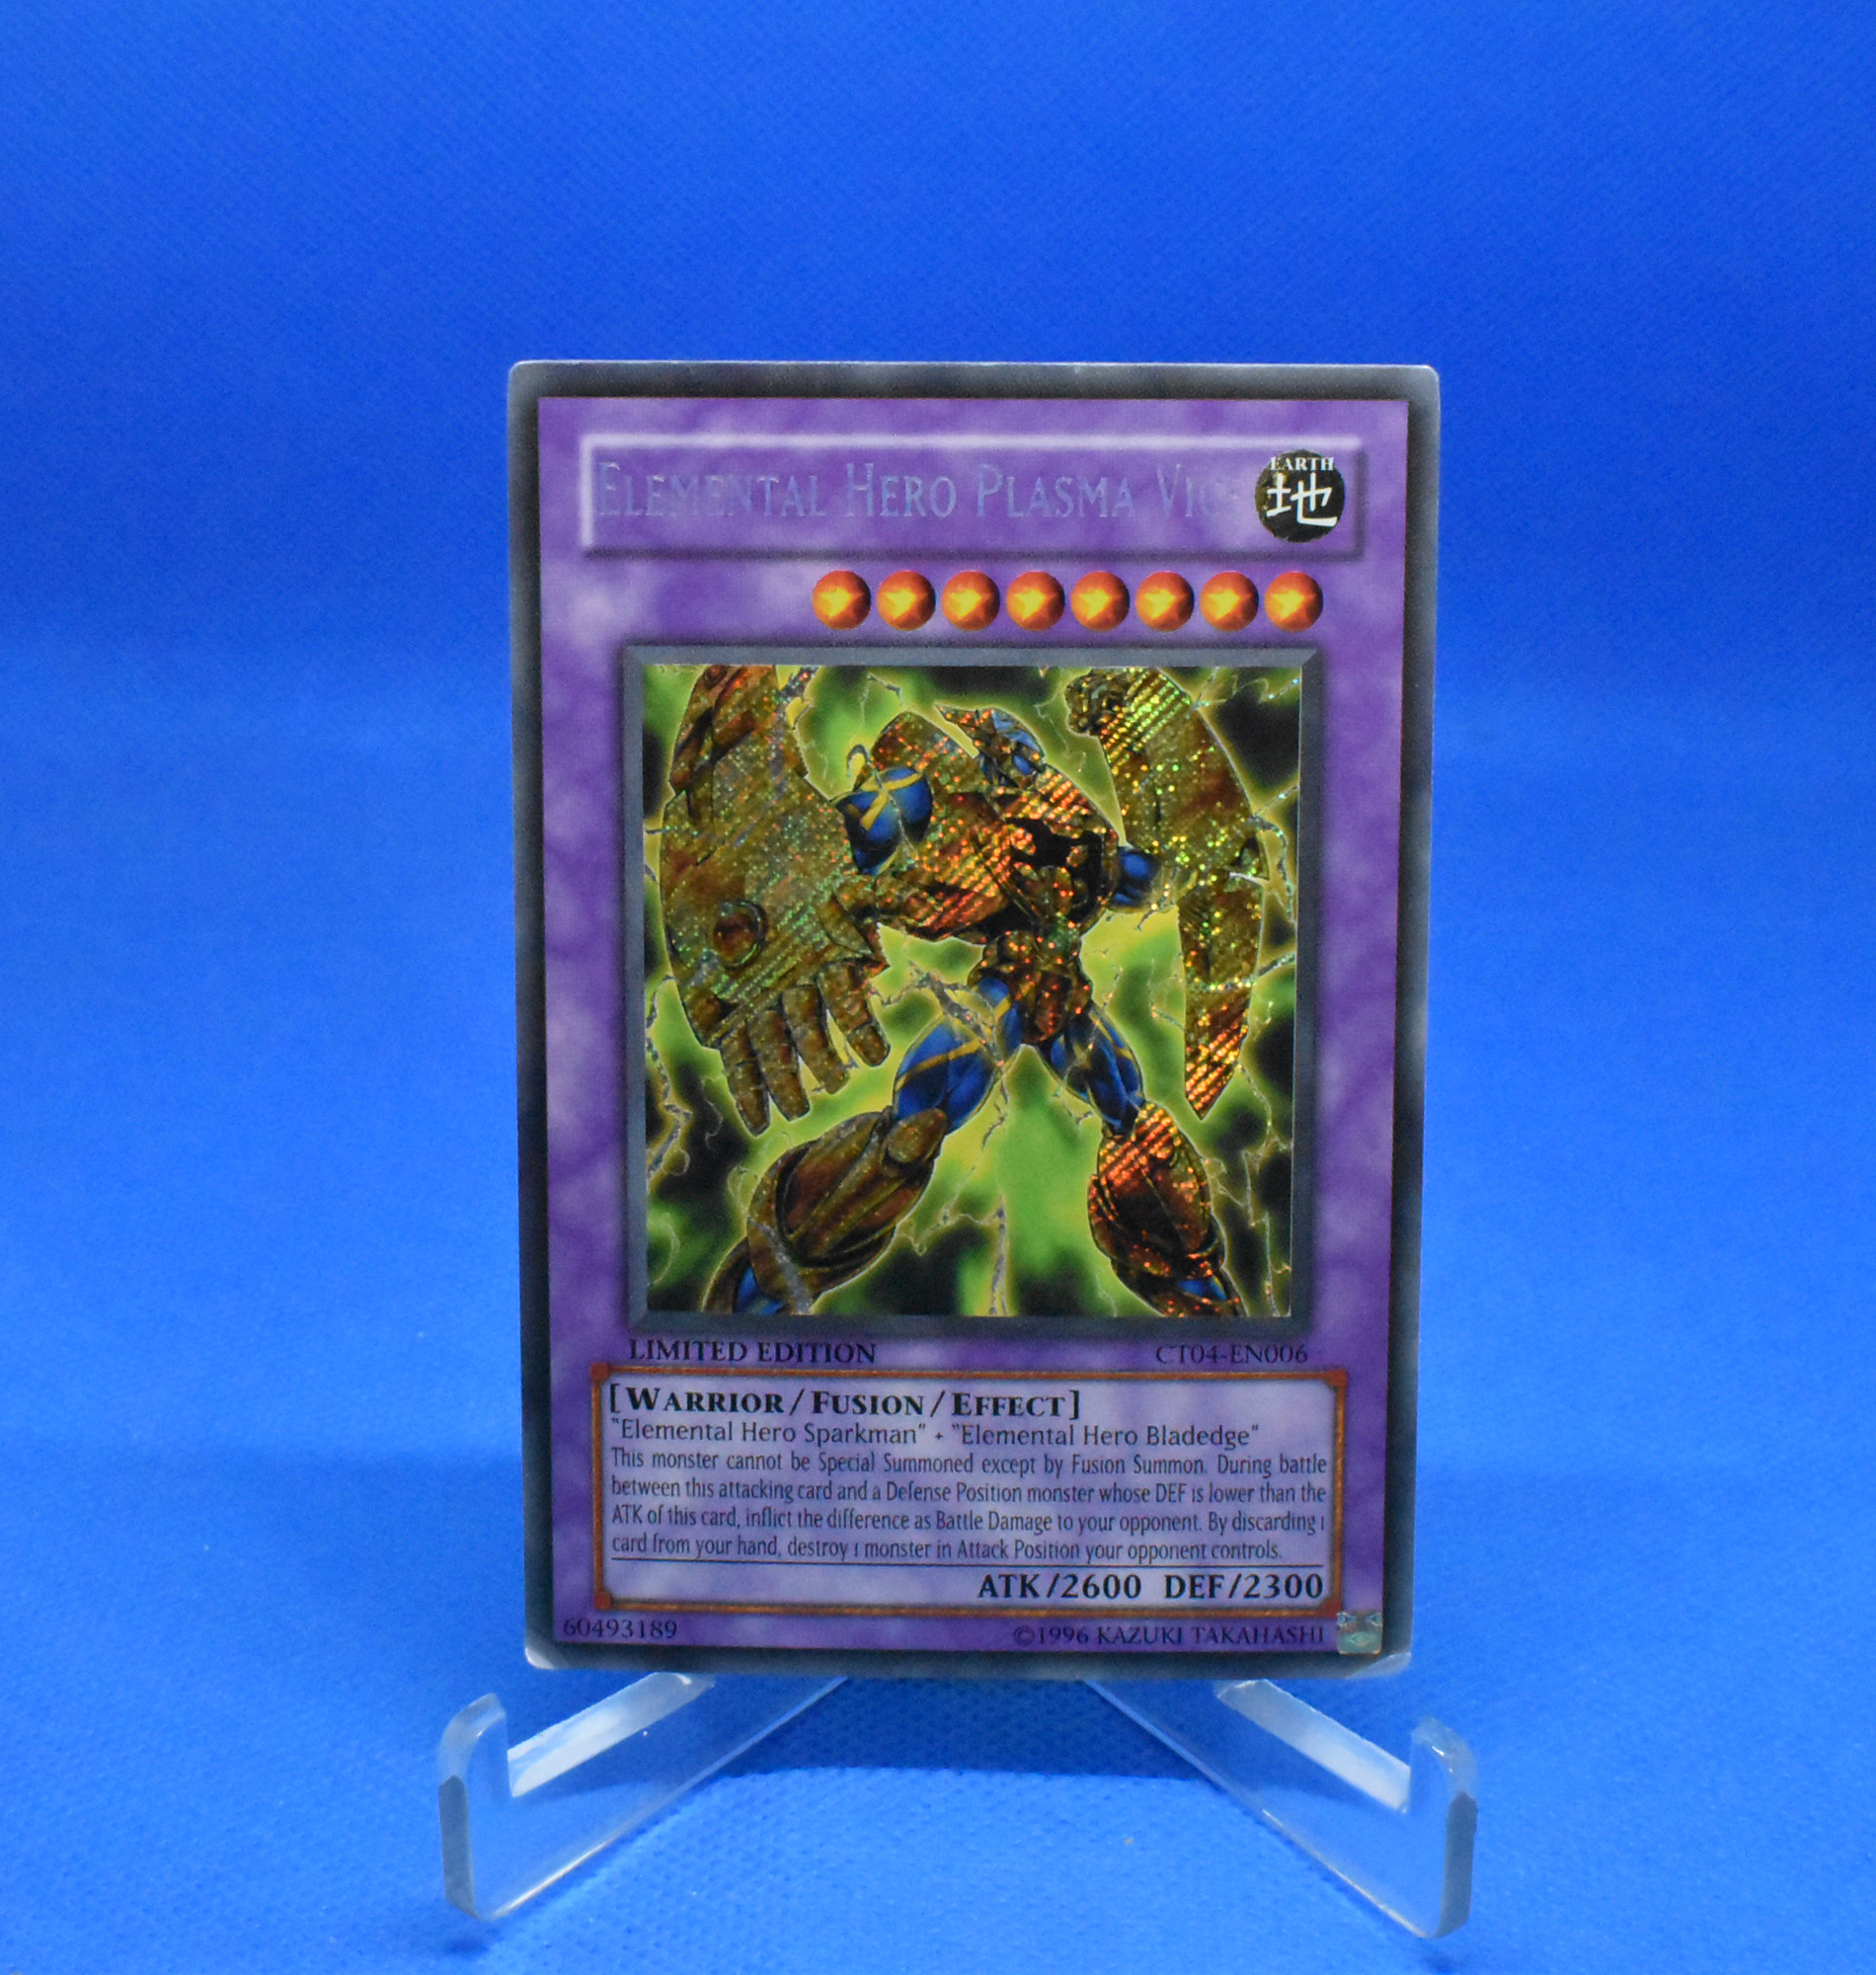 ELEMENTAL HERO PLASMA
EARTH
地
LIMITED EDITION
CT04-EN006
[WARRIOR/FUSION/EFFECT]
"Elemental Hero Sparkman" + "Elemental Hero Bladedge"
This monster cannot be Special Summoned except by Fusion Summon. During battle
between this attacking card and a Defense Position monster whose DEF is lower than the
ATK of this card, inflict the difference as Battle Damage to your opponent. By discarding 1
card from your hand, destroy 1 monster in Attack Position your opponent controls.
ATK/2600 DEF/2300
60493189
©1996 KAZUKI TAKAHASHI